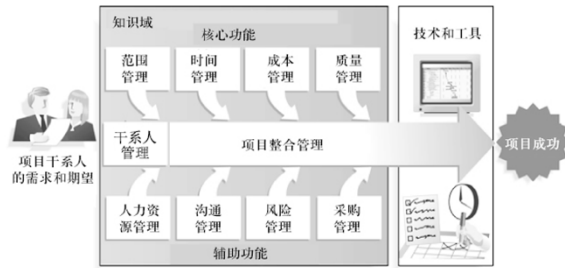 知识域
核心功能
技术和工具
范围
管理
时间
管理
成本
管理
质量
管理
项目干系人
的需求和期望
干系人
管理
项目整合管理
项目成功
人力资
源管理
沟通
管理
风险
管理
采购
管理
辅助功能